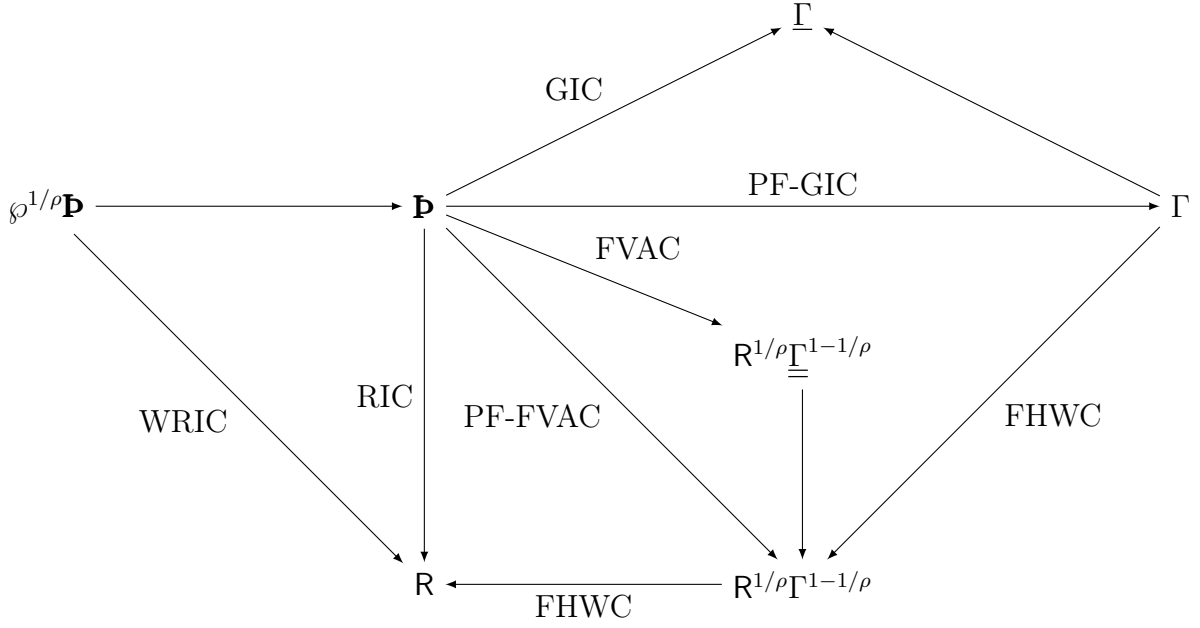 Γ̲
GIC
PF-GIC
℘^{1/ρ}Ϸ
Ϸ
Γ
FVAC
R^{1/ρ}Γ̳^{1−1/ρ}
WRIC
RIC
PF-FVAC
FHWC
R
FHWC
R^{1/ρ}Γ^{1−1/ρ}